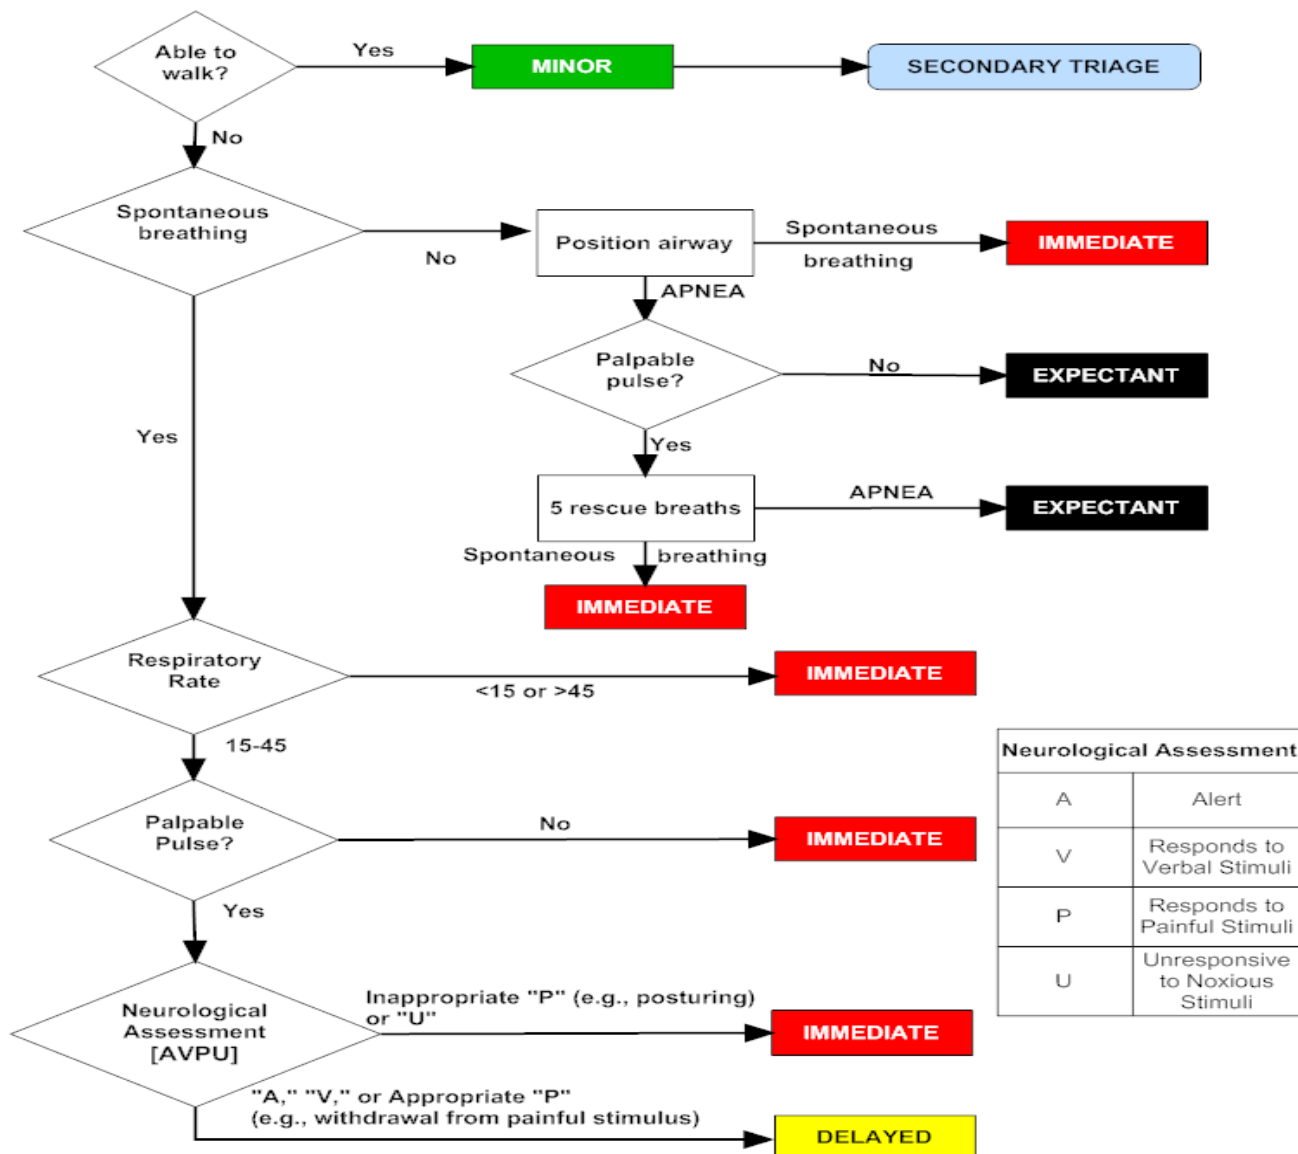 Able to
walk?
Yes
MINOR
SECONDARY TRIAGE
No
Spontaneous
breathing
No
Position airway
Spontaneous
breathing
IMMEDIATE
APNEA
Palpable
pulse?
No
EXPECTANT
Yes
Yes
5 rescue breaths
APNEA
EXPECTANT
Spontaneous breathing
IMMEDIATE
Respiratory
Rate
<15 or >45
IMMEDIATE
15-45
Palpable
Pulse?
No
IMMEDIATE
Yes
Neurological
Assessment
[AVPU]
Inappropriate "P" (e.g., posturing)
or "U"
IMMEDIATE
"A," "V," or Appropriate "P"
(e.g., withdrawal from painful stimulus)
DELAYED
Neurological Assessment
A
Alert
V
Responds to
Verbal Stimuli
P
Responds to
Painful Stimuli
U
Unresponsive
to Noxious
Stimuli